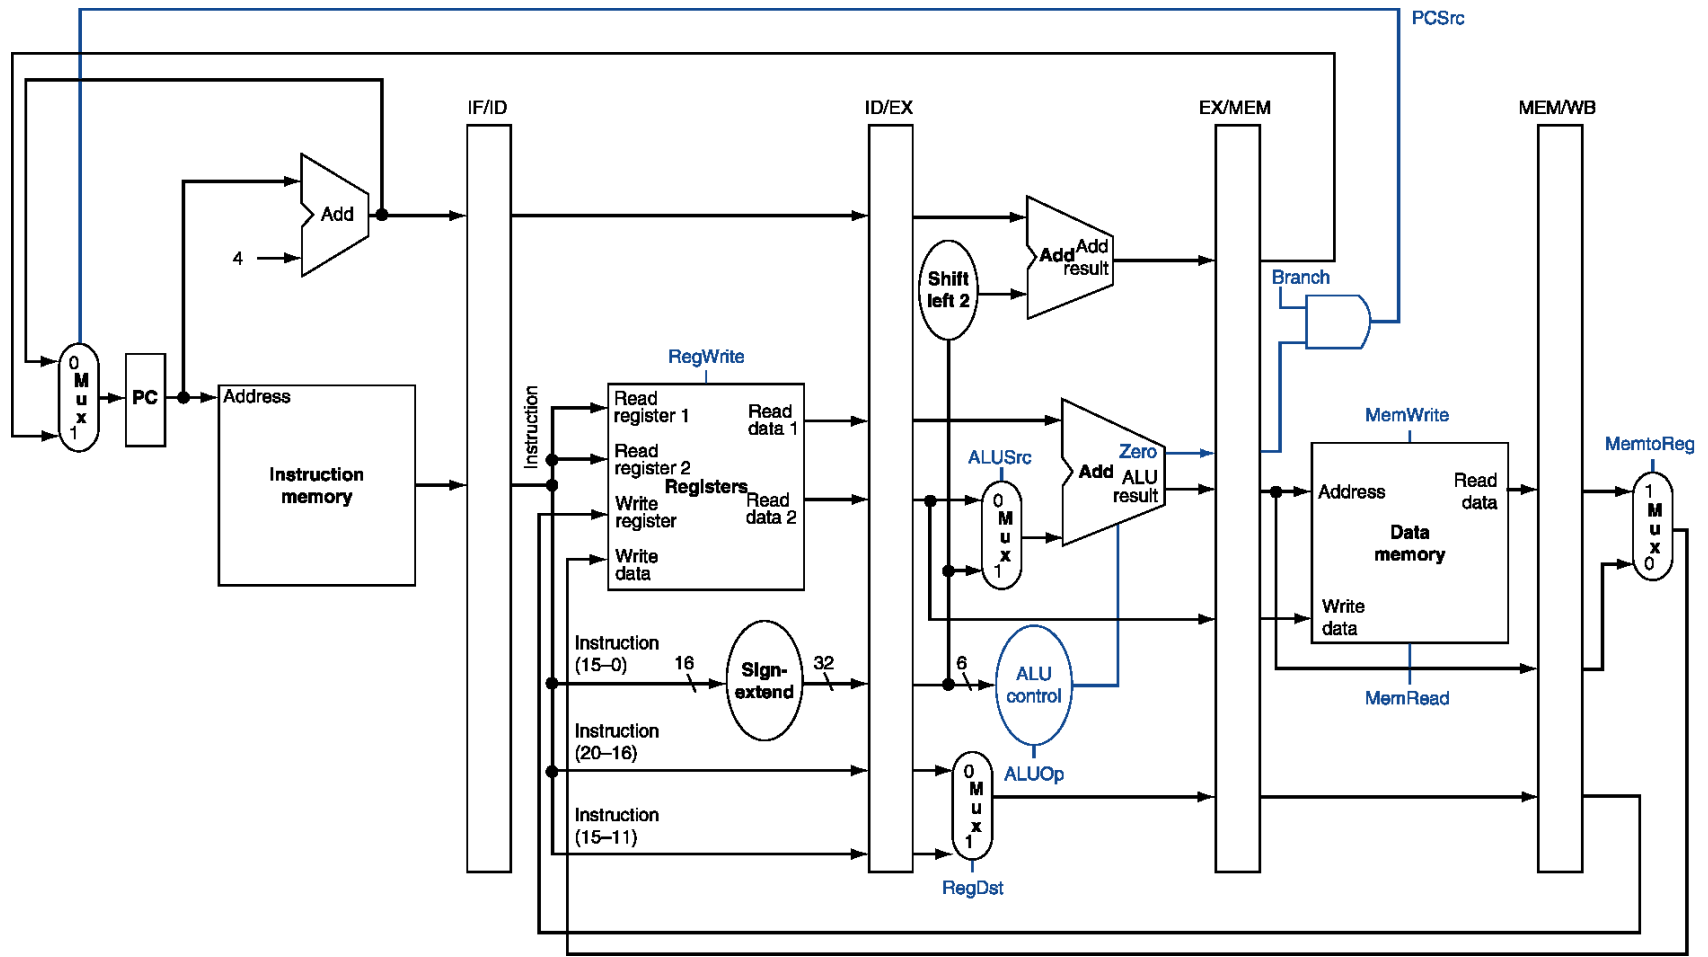 PCSrc
IF/ID
ID/EX
EX/MEM
MEM/WB
Add
4
Shift
left 2
Add
Add
result
Branch
0
M
u
x
1
PC
Address
Instruction
memory
Instruction
RegWrite
Read
register 1
Read
register 2
Write
register
Write
data
Registers
Read
data 1
Read
data 2
ALUSrc
0
M
u
x
1
Zero
Add
ALU
result
MemWrite
Address
Read
data
Data
memory
Write
data
MemRead
MemtoReg
1
M
u
x
0
Instruction
(15–0)
16
Sign-
extend
32
6
ALU
control
ALUOp
Instruction
(20–16)
Instruction
(15–11)
0
M
u
x
1
RegDst